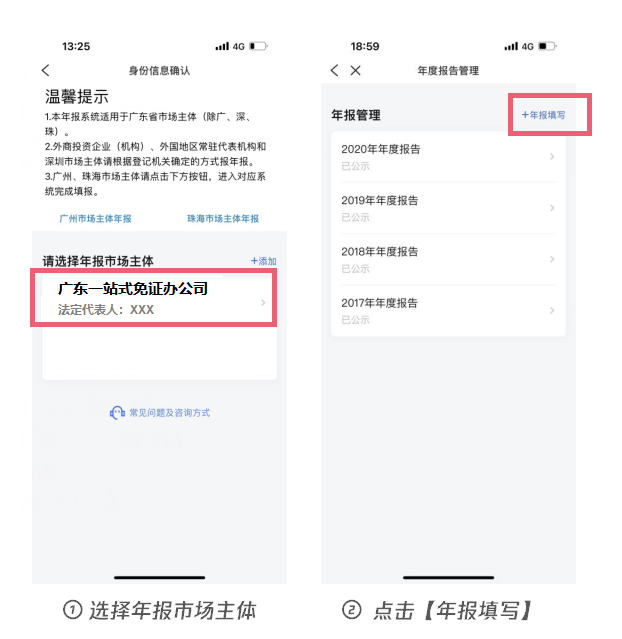 13:25
4G
身份信息确认
温馨提示
1.本年报系统适用于广东省市场主体（除广、深、
珠）。
2.外商投资企业（机构）、外国地区常驻代表机构和
深圳市场主体请根据登记机关确定的方式报年报。
3.广州、珠海市场主体请点击下方按钮，进入对应系
统完成填报。
广州市场主体年报
珠海市场主体年报
请选择年报市场主体
+添加
广东一站式免证办公司
法定代表人：XXX
常见问题及咨询方式
① 选择年报市场主体
18:59
4G
年度报告管理
年报管理
+年报填写
2020年年度报告
已公示
2019年年度报告
已公示
2018年年度报告
已公示
2017年年度报告
已公示
② 点击【年报填写】